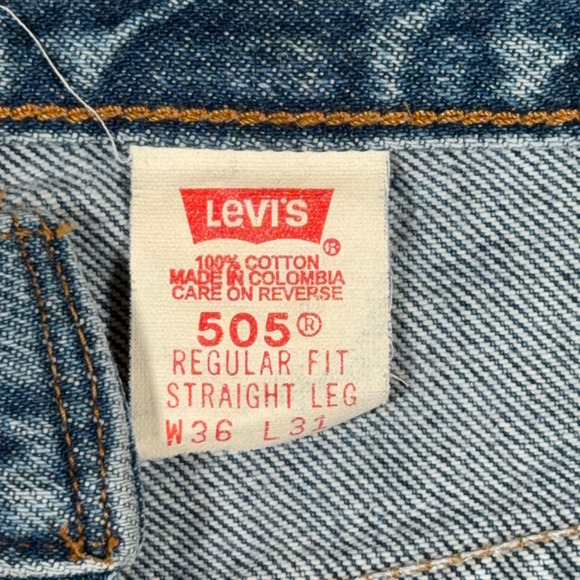 Levi's
®
100% COTTON
MADE IN COLOMBIA
CARE ON REVERSE
505®
REGULAR FIT
STRAIGHT LEG
W36 L31